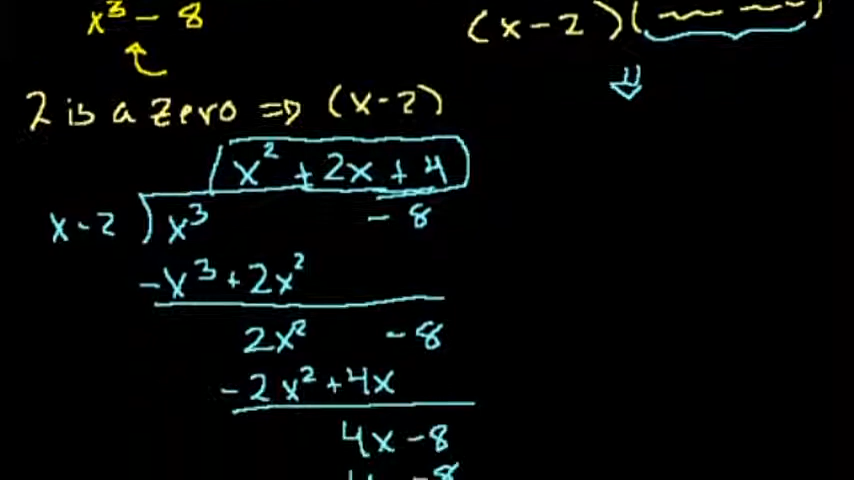 x³ - 8
(x-2)(
2 is a zero ⇒ (x-2)
x² + 2x + 4
x-2 ) x³ - 8
-x³ + 2x²
2x² - 8
-2x² + 4x
4x - 8